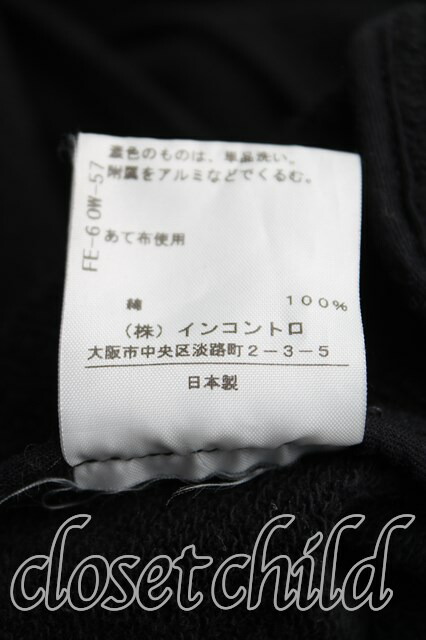 濃色のものは、単品洗い。
附属をアルミなどでくるむ。
FE-60W-57
あて布使用
綿 100%
（株）インコントロ
大阪市中央区淡路町２－３－５
日本製
closet child